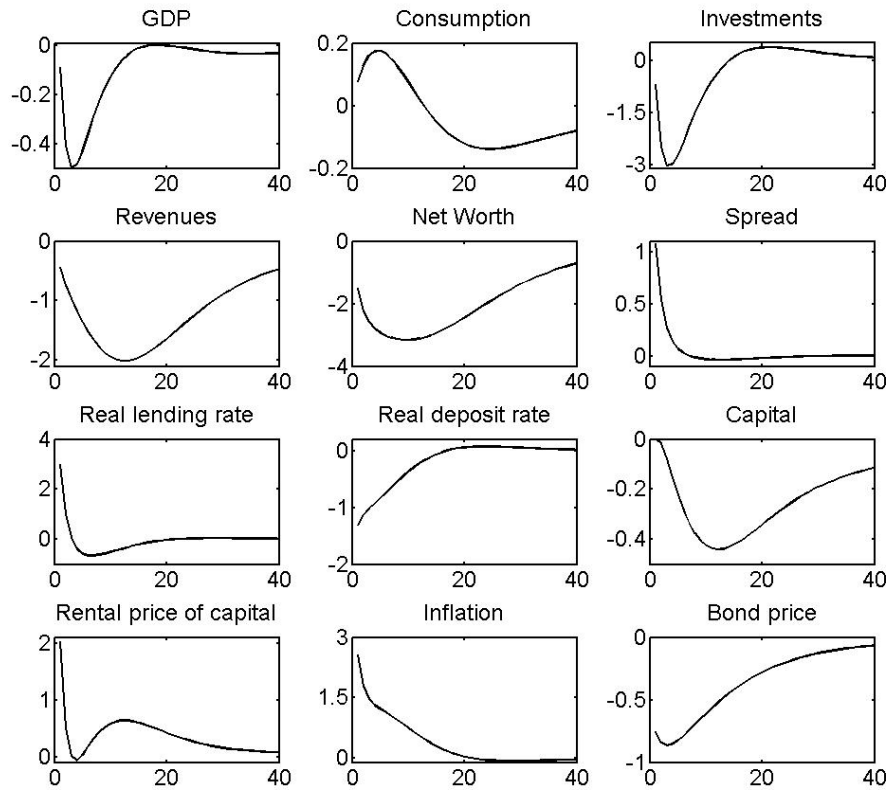 GDP
0
-0.2
-0.4
0 20 40
Consumption
0.2
0.1
0
0.2
0 20 40
Investments
0
-1.5
-3
0 20 40
Revenues
0
-1
-2
0 20 40
Net Worth
0
-2
-4
0 20 40
Spread
1
0.5
0
0 20 40
Real lending rate
4
2
0
0 20 40
Real deposit rate
0
-1
-2
0 20 40
Capital
0
-0.2
-0.4
0 20 40
Rental price of capital
2
1
0
0 20 40
Inflation
3
1.5
0
0 20 40
Bond price
0
-0.5
-1
0 20 40